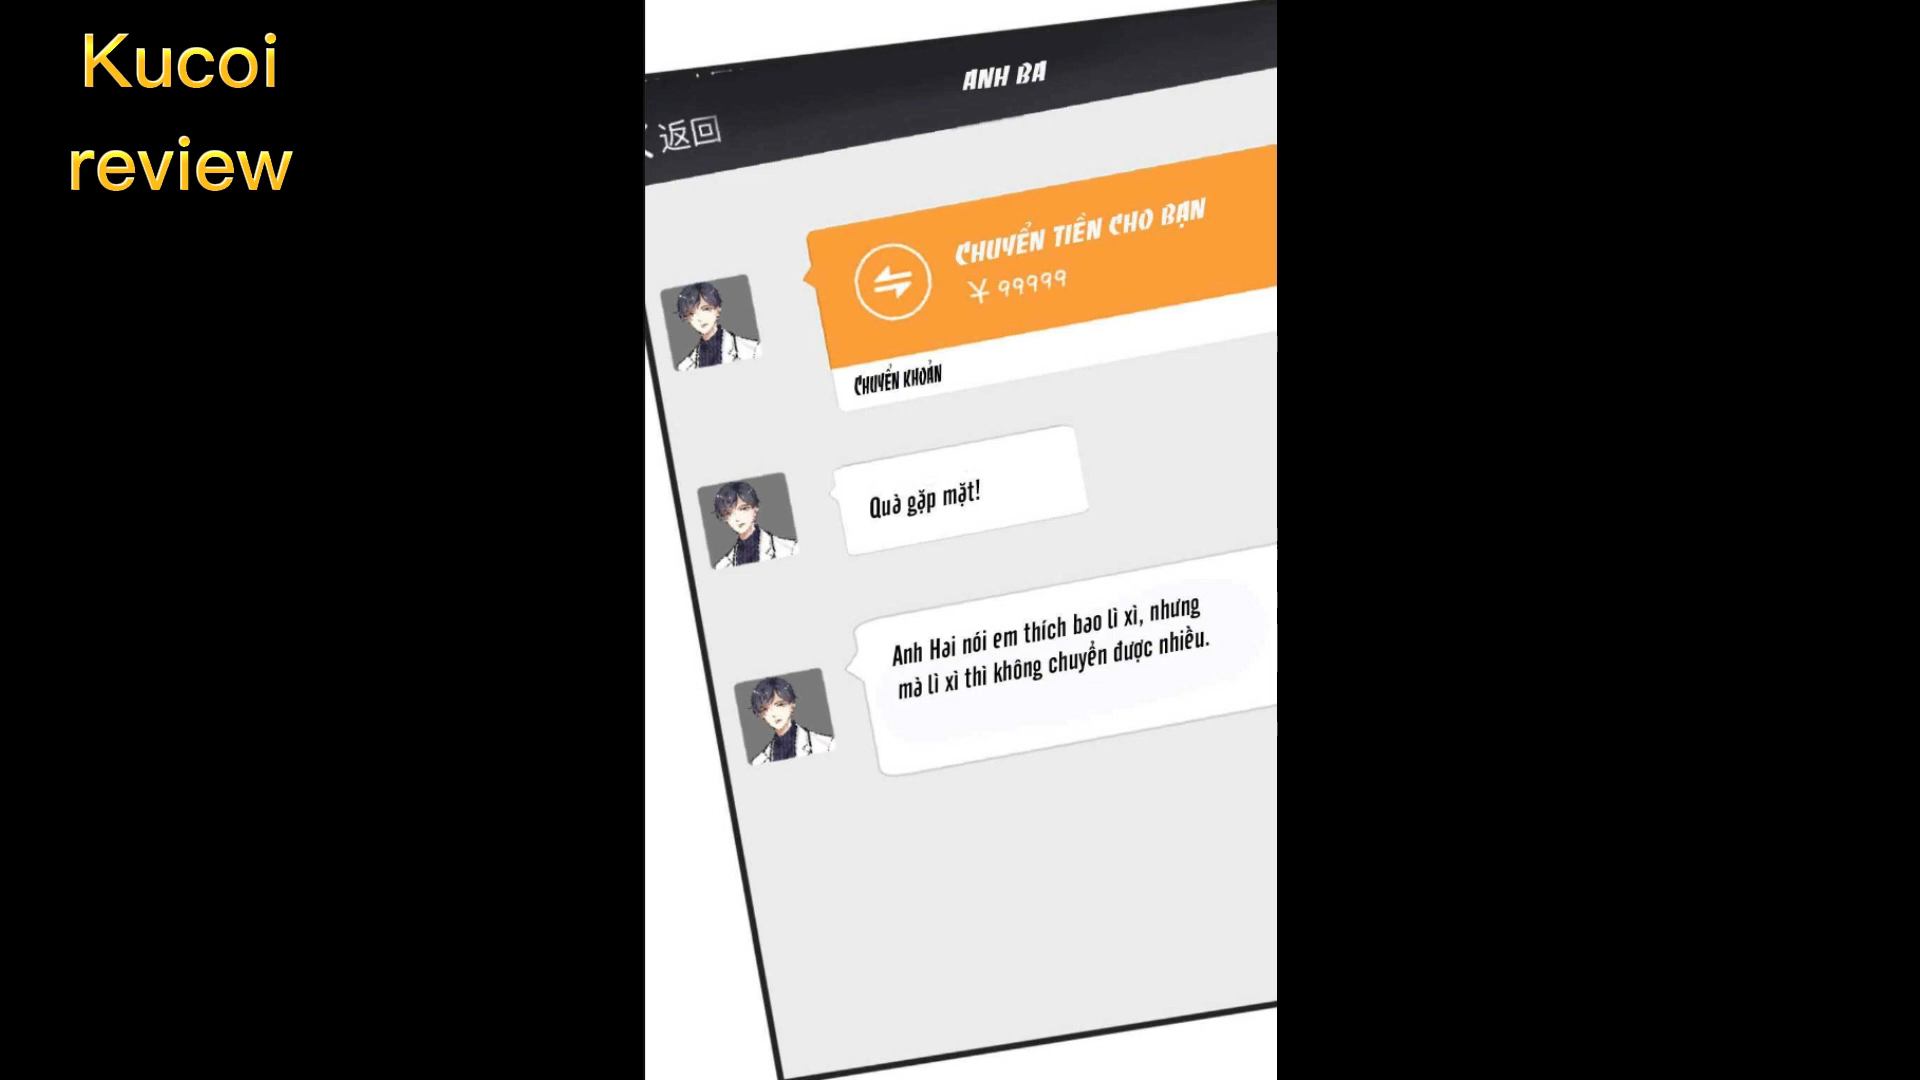 Kucoi
review
ANH BA
返回
CHUYỂN TIỀN CHO BẠN
¥ 99999
CHUYỂN KHOẢN
Quà gặp mặt!
Anh Hai nói em thích bao lì xì, nhưng
mà lì xì thì không chuyển được nhiều.